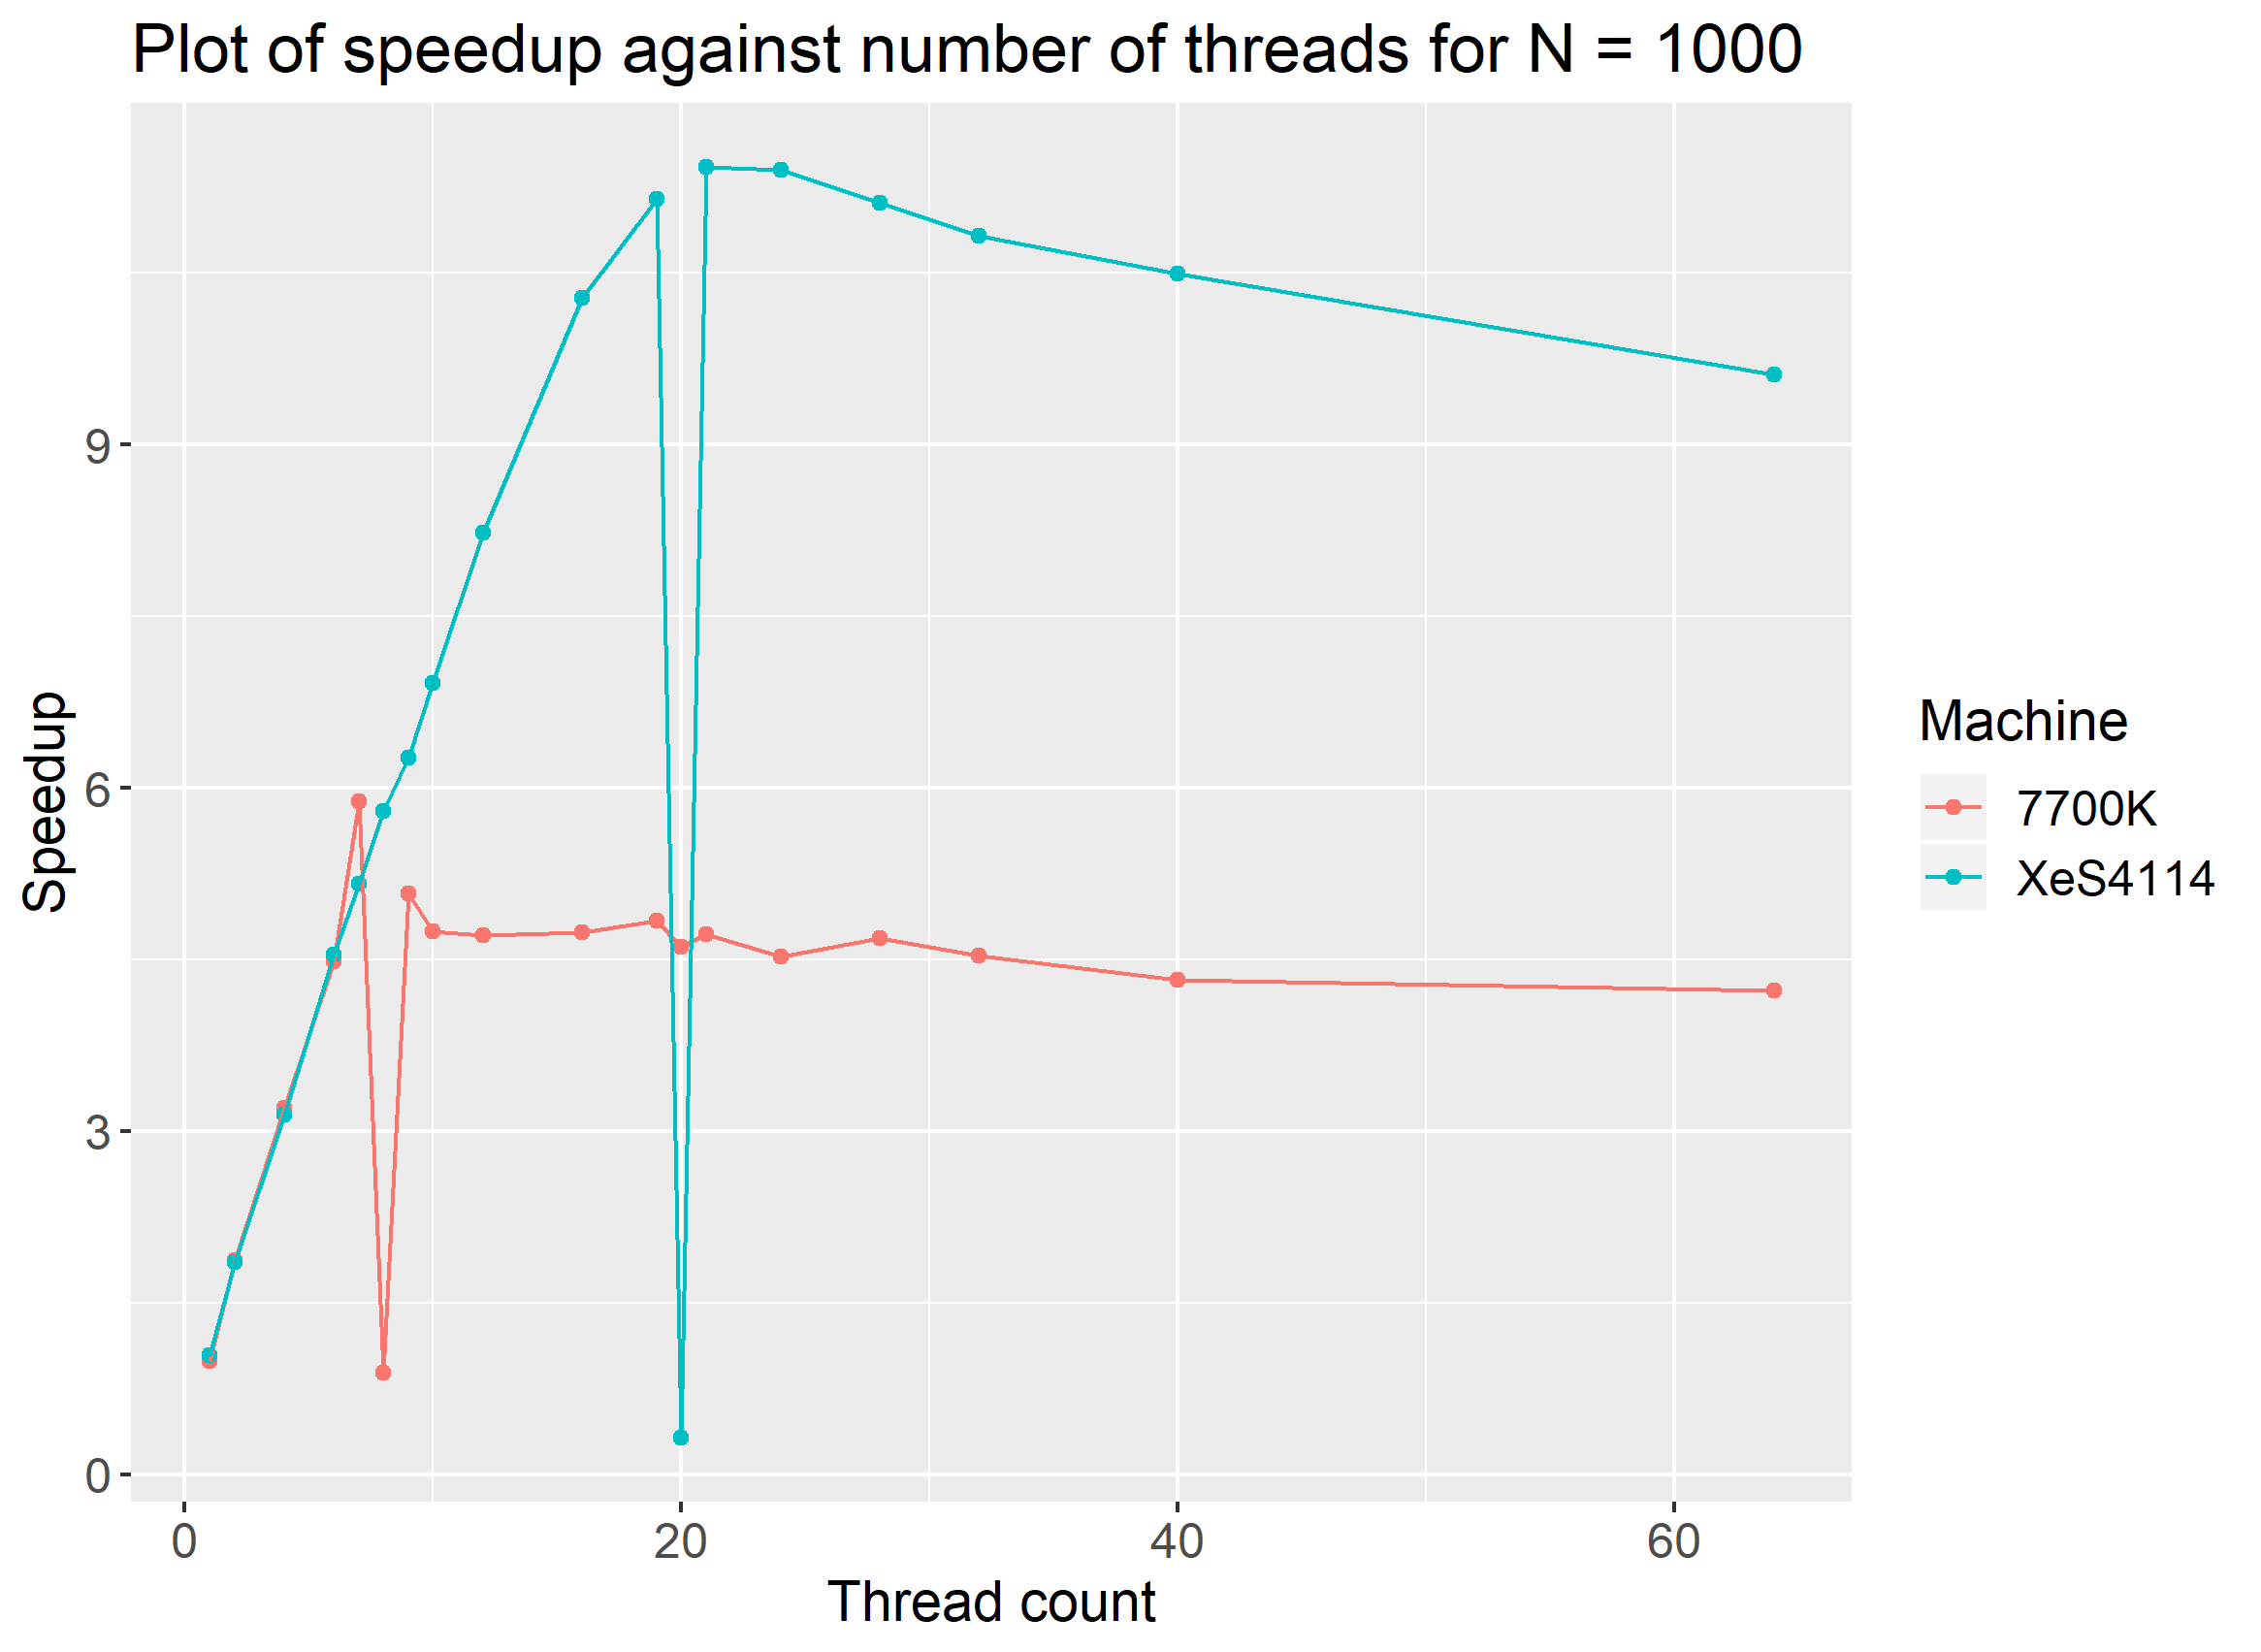 Plot of speedup against number of threads for N = 1000
Speedup
9
6
3
0
0 20 40 60
Thread count
Machine
7700K
XeS4114